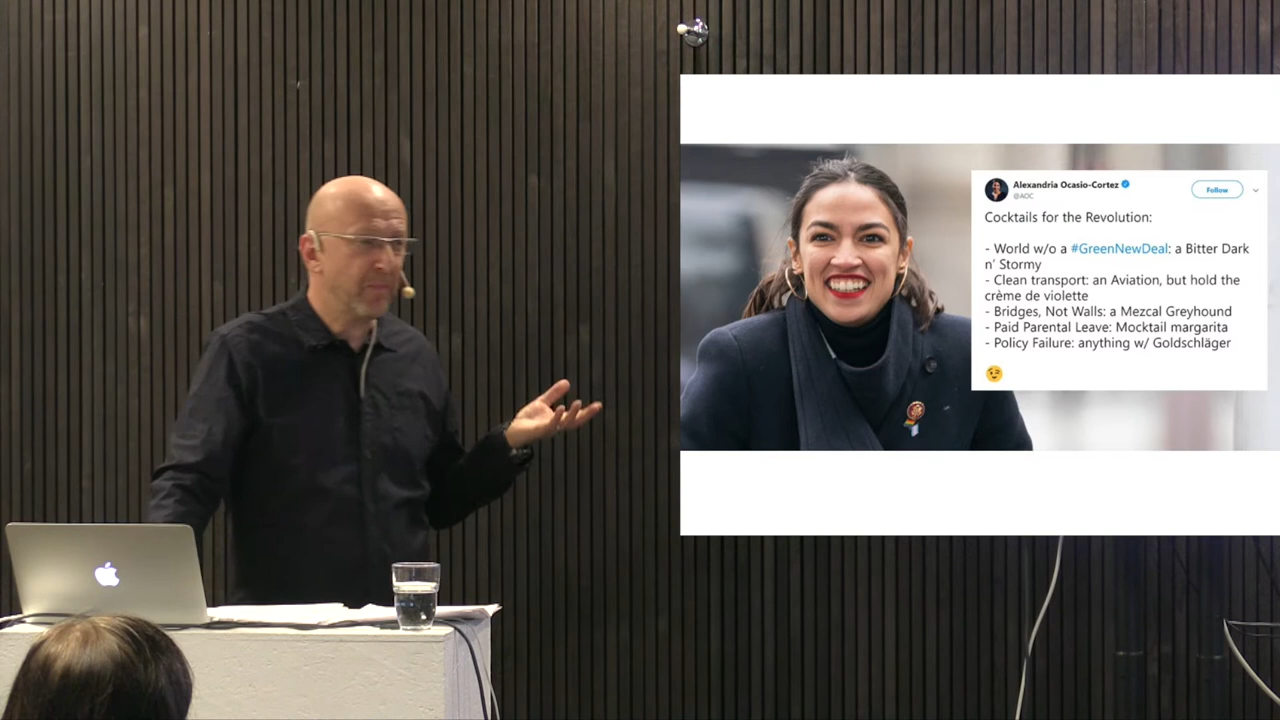 Alexandria Ocasio-Cortez
@AOC
Follow
Cocktails for the Revolution:
- World w/o a #GreenNewDeal: a Bitter Dark
n' Stormy
- Clean transport: an Aviation, but hold the
crème de violette
- Bridges, Not Walls: a Mezcal Greyhound
- Paid Parental Leave: Mocktail margarita
- Policy Failure: anything w/ Goldschläger